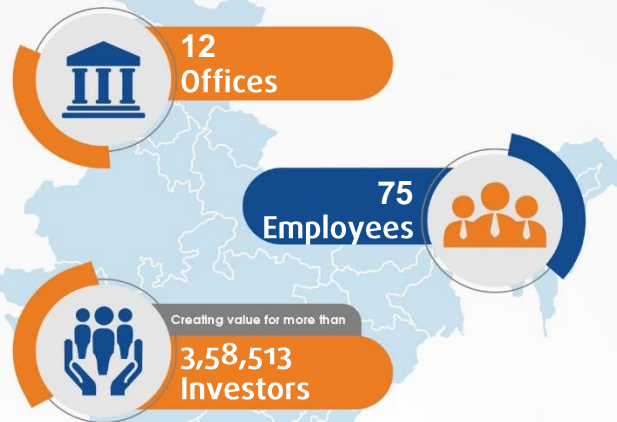 12
Offices
75
Employees
Creating value for more than
3,58,513
Investors